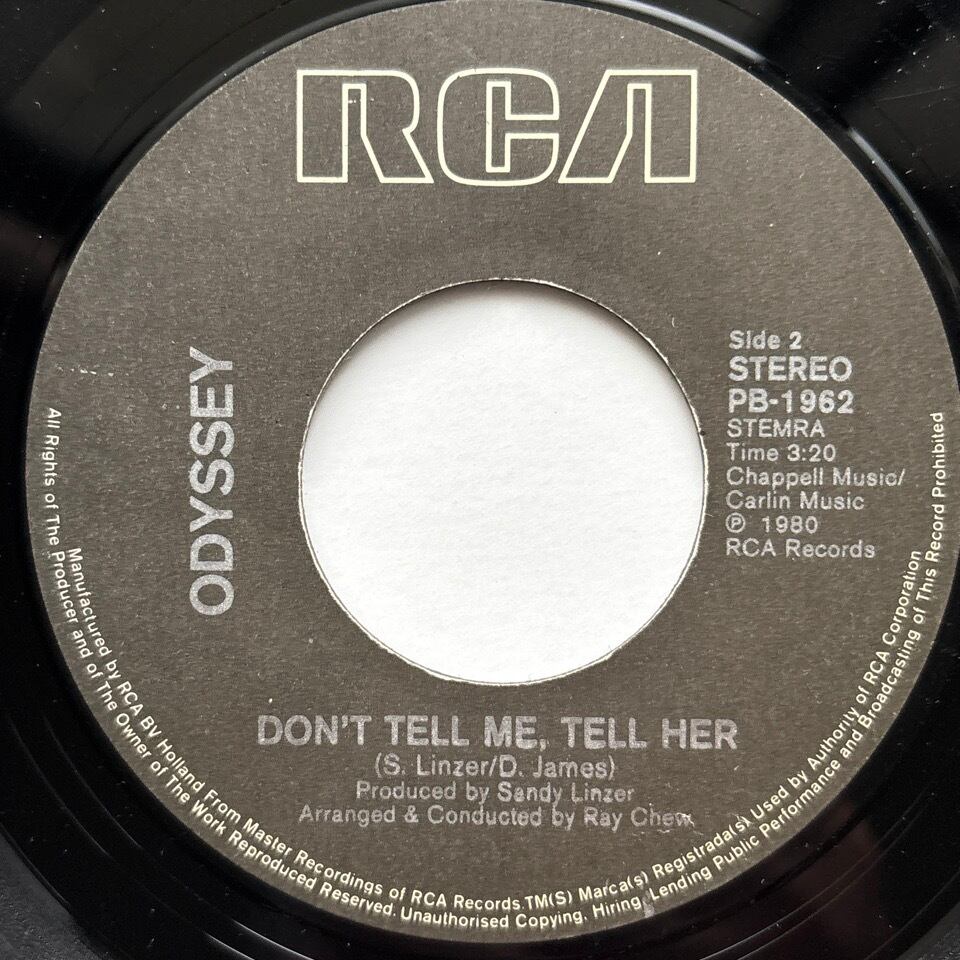 RCA
ODYSSEY
Side 2
STEREO
PB-1962
STEMRA
Time 3:20
Chappell Music/
Carlin Music
℗ 1980
RCA Records
DON'T TELL ME, TELL HER
(S. Linzer/D. James)
Produced by Sandy Linzer
Arranged & Conducted by Ray Chew
Manufactured by RCA BV Holland From Master Recordings of RCA Records.TM(S) Marca(s) Registrada(s) Used by Authority of RCA Corporation
All Rights of The Producer and of The Owner of The Work Reproduced Reserved. Unauthorised Copying, Hiring, Lending Public Performance and Broadcasting of This Record Prohibited